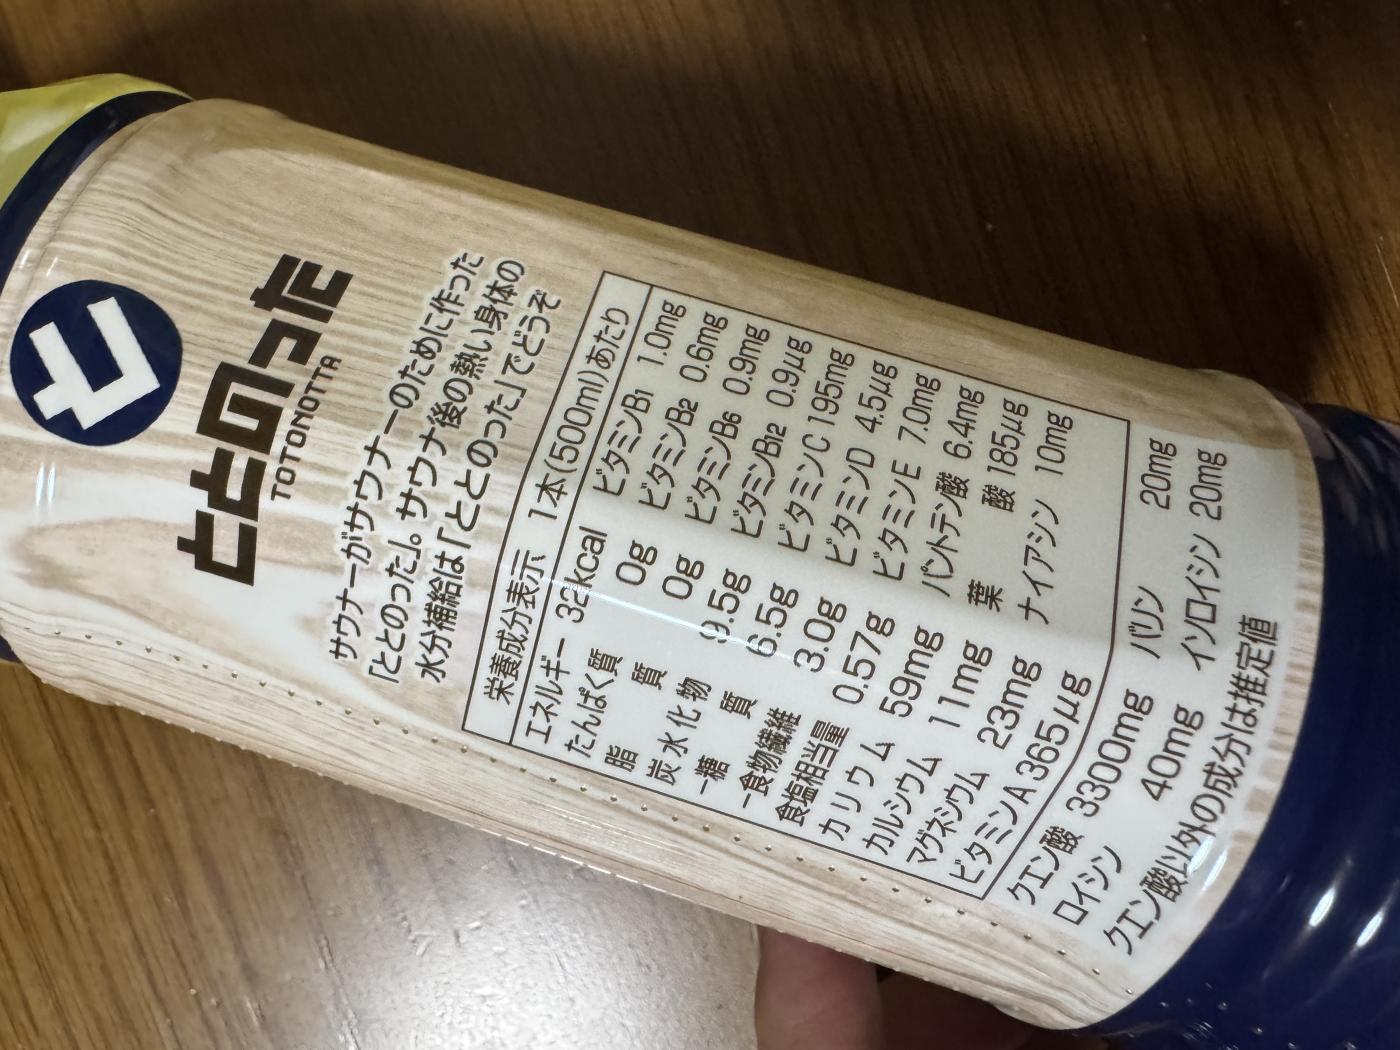 ととのった
TOTONOTTA
サウナーがサウナーのために作った
「ととのった」。サウナ後の熱い身体の
水分補給は「ととのった」でどうぞ
栄養成分表示 1本(500ml)あたり
エネルギー 32kcal
たんぱく質 0g
脂質 0g
炭水化物 9.5g
-糖質 6.5g
-食物繊維 3.0g
食塩相当量 0.57g
カリウム 59mg
カルシウム 11mg
マグネシウム 23mg
ビタミンA 365μg
ビタミンB1 1.0mg
ビタミンB2 0.6mg
ビタミンB6 0.9mg
ビタミンB12 0.9μg
ビタミンC 195mg
ビタミンD 4.5μg
ビタミンE 7.0mg
パントテン酸 6.4mg
葉酸 185μg
ナイアシン 10mg
クエン酸 3300mg バリン 20mg
ロイシン 40mg イソロイシン 20mg
クエン酸以外の成分は推定値